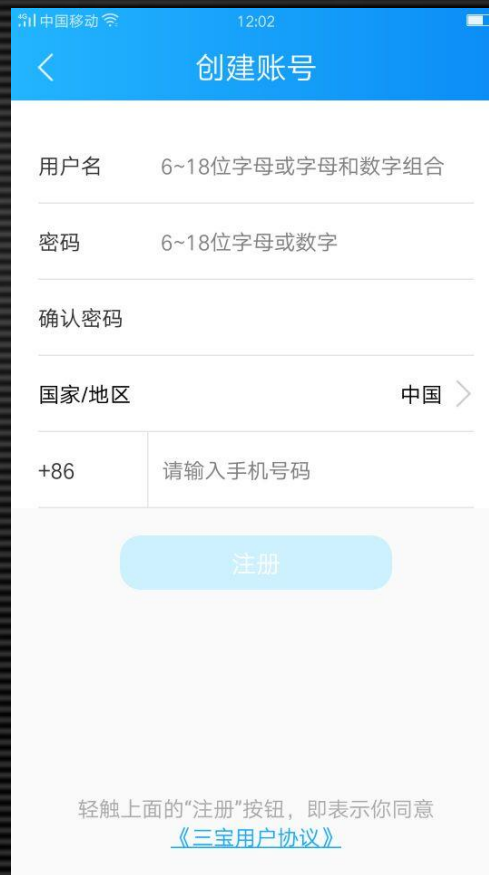 4G 中国移动 12:02
创建账号
用户名 6~18位字母或字母和数字组合
密码 6~18位字母或数字
确认密码
国家/地区 中国
+86 请输入手机号码
注册
轻触上面的“注册”按钮，即表示你同意
《三宝用户协议》